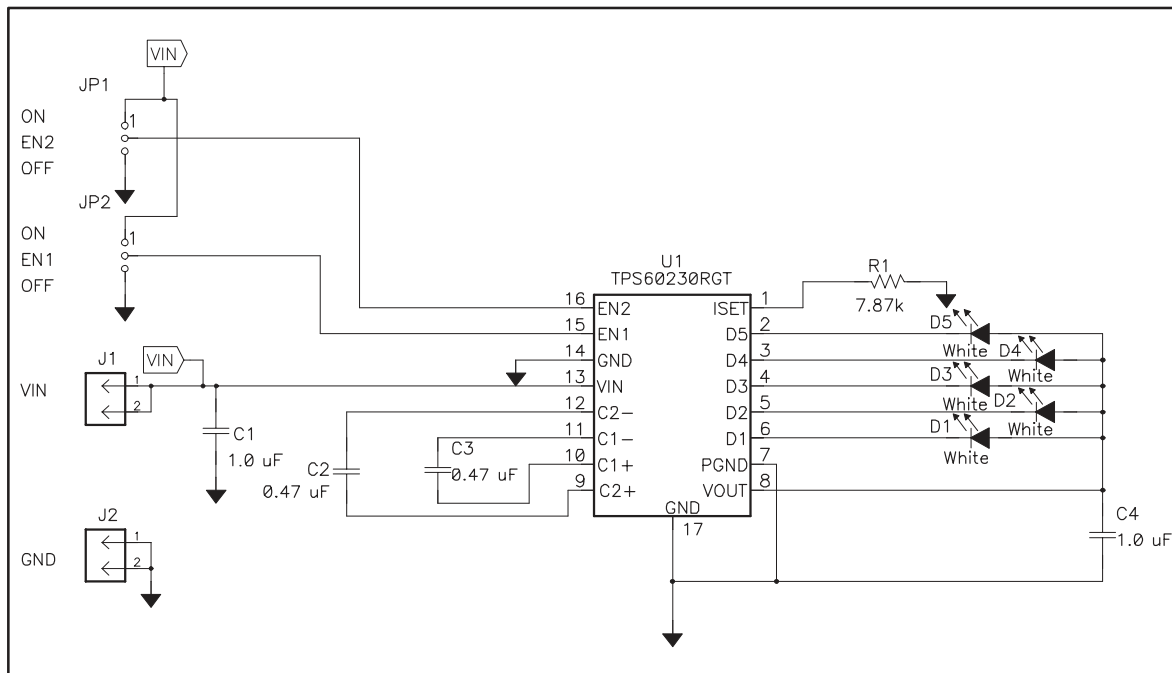 VIN
JP1
ON
1
EN2
OFF
JP2
ON
1
EN1
OFF
J1
VIN
VIN
1
2
C1
1.0 uF
C2
0.47 uF
C3
0.47 uF
J2
GND
1
2
U1
TPS60230RGT
16 EN2
15 EN1
14 GND
13 VIN
12 C2-
11 C1-
10 C1+
9 C2+
ISET 1
D5 2
D4 3
D3 4
D2 5
D1 6
PGND 7
VOUT 8
GND
17
R1
7.87k
D5
White
D4
White
D3
White
D2
White
D1
White
C4
1.0 uF